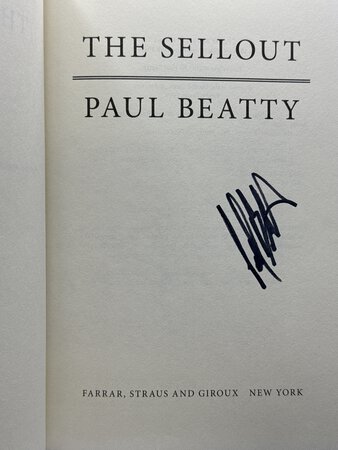 THE SELLOUT
PAUL BEATTY
FARRAR, STRAUS AND GIROUX NEW YORK